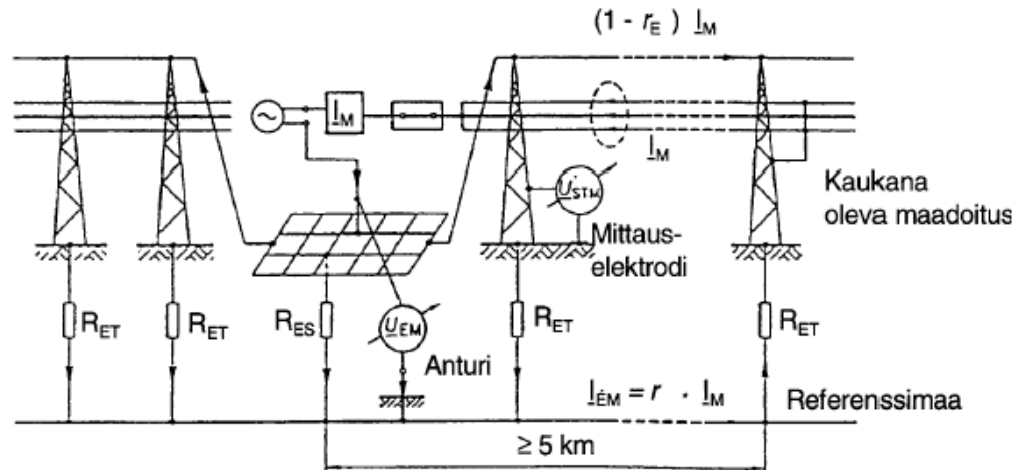 (1 - r_E) I_M
I_M
I_M
U_STM
Kaukana
oleva maadoitus
Mittaus-
elektrodi
R_ET
R_ET
R_ES
U_EM
R_ET
R_ET
Anturi
I_EM = r · I_M
Referenssimaa
≥ 5 km